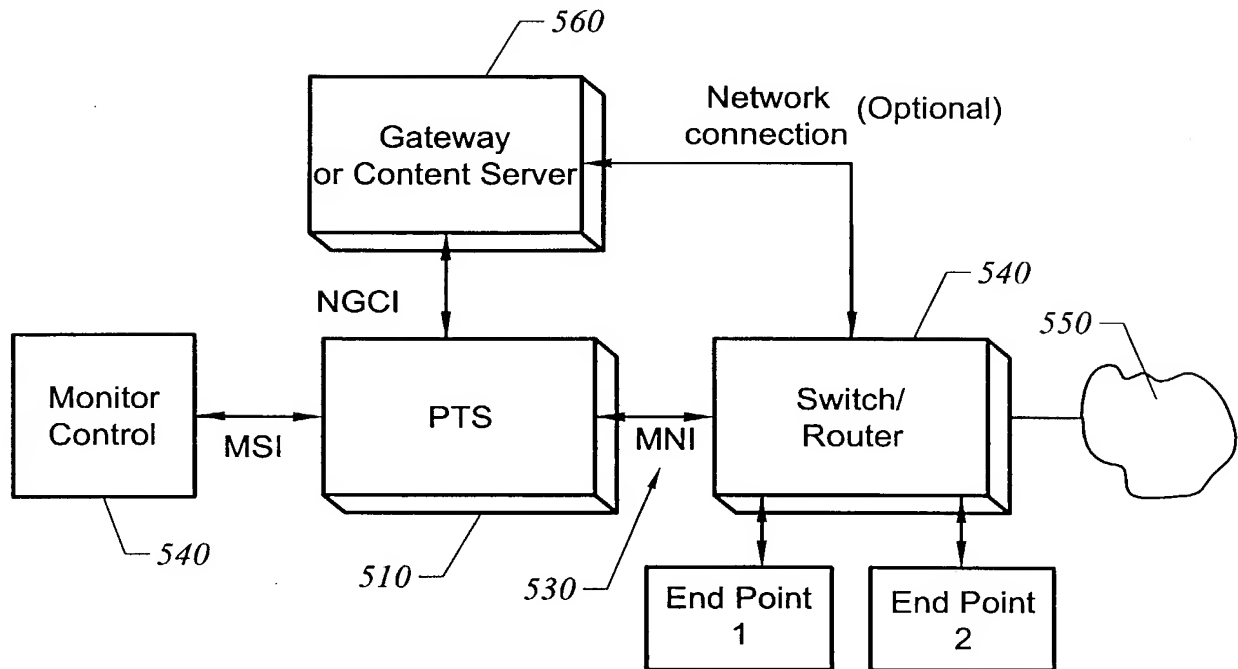 560
Gateway
or Content Server
Network
connection
(Optional)
NGCI
540
550
Monitor
Control
MSI
PTS
MNI
Switch/
Router
540
510
530
End Point
1
End Point
2